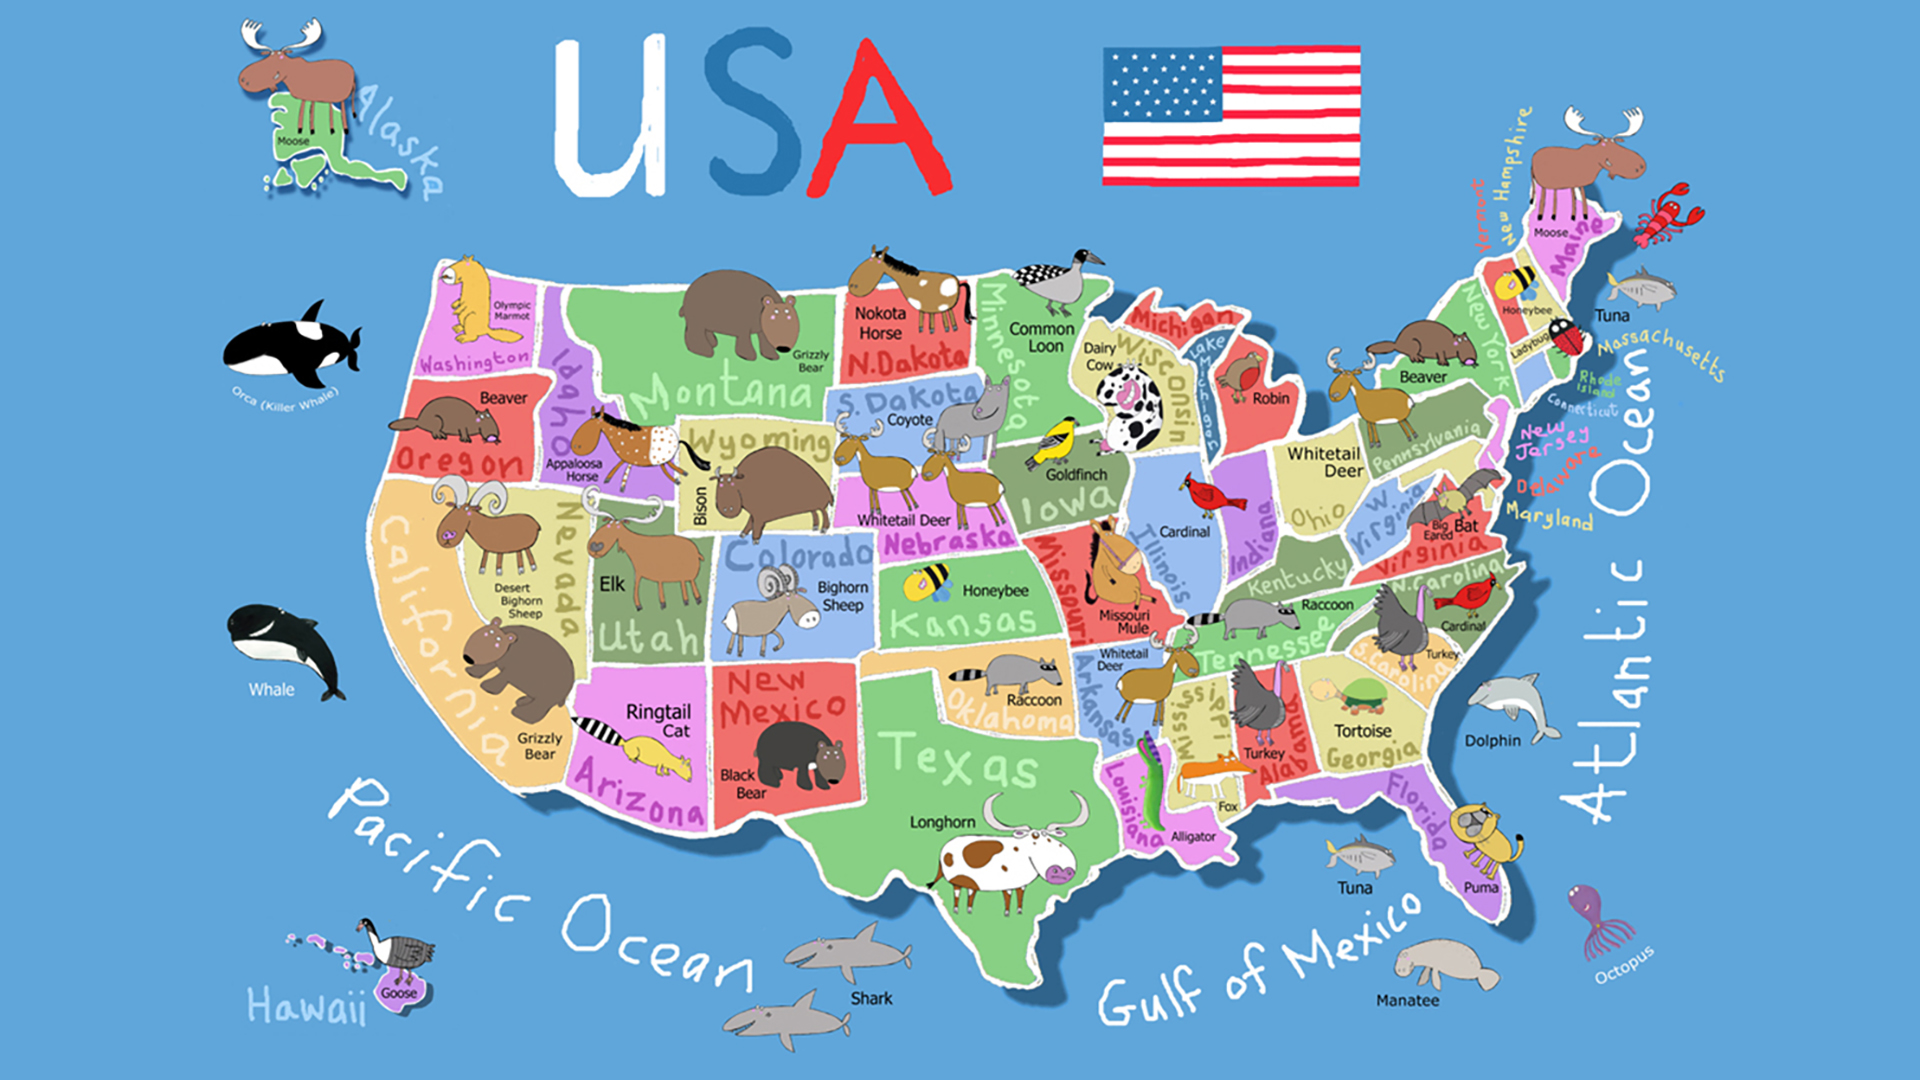 USA
Alaska
Moose
Vermont
New Hampshire
Moose
Maine
Olympic
Marmot
Washington
Idaho
Montana
Grizzly
Bear
Nokota
Horse
N.Dakota
Minnesota
Common
Loon
Michigan
Dairy
Cow
Wisconsin
Lake
Michigan
Robin
New York
Honeybee
Ladybug
Tuna
Massachusetts
Beaver
Rhode
Island
Connecticut
Orca (Killer Whale)
Beaver
Oregon
Appaloosa
Horse
Wyoming
Bison
S.Dakota
Coyote
Goldfinch
Iowa
Whitetail Deer
Nebraska
Whitetail
Deer
Pennsylvania
New
Jersey
Delaware
Maryland
California
Nevada
Desert
Bighorn
Sheep
Elk
Utah
Colorado
Bighorn
Sheep
Honeybee
Kansas
Missouri
Missouri
Mule
Illinois
Cardinal
Indiana
Ohio
W.
Virginia
Big
Eared
Bat
Virginia
Kentucky
N.Carolina
Cardinal
Raccoon
Tennessee
Turkey
S.Carolina
Whale
Grizzly
Bear
Ringtail
Cat
Arizona
New
Mexico
Black
Bear
Raccoon
Oklahoma
Whitetail
Deer
Arkansas
Texas
Longhorn
Louisiana
Alligator
Mississippi
Fox
Turkey
Alabama
Tortoise
Georgia
Florida
Puma
Dolphin
Atlantic Ocean
Pacific Ocean
Hawaii
Goose
Shark
Gulf of Mexico
Tuna
Manatee
Octopus